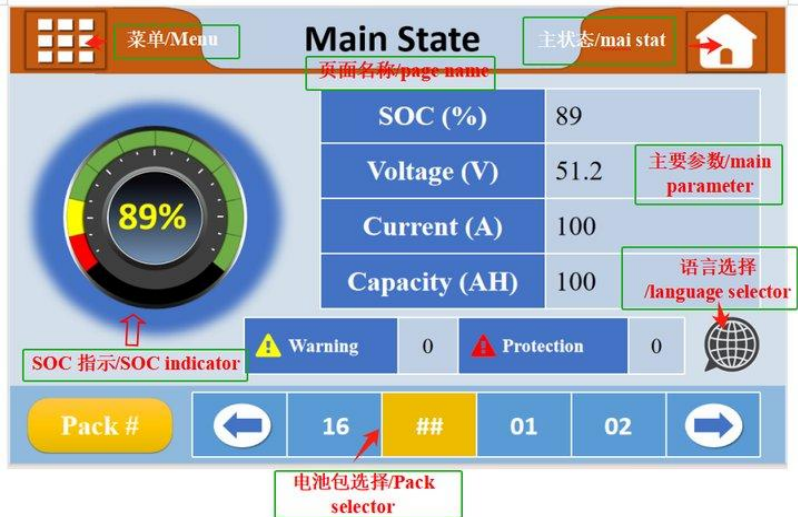 菜单/Menu
Main State
主状态/mai stat
页面名称/page name
SOC (%)
89
Voltage (V)
51.2
主要参数/main
parameter
89%
Current (A)
100
Capacity (AH)
100
语言选择
/language selector
SOC 指示/SOC indicator
Warning
0
Protection
0
Pack #
16
##
01
02
电池包选择/Pack
selector